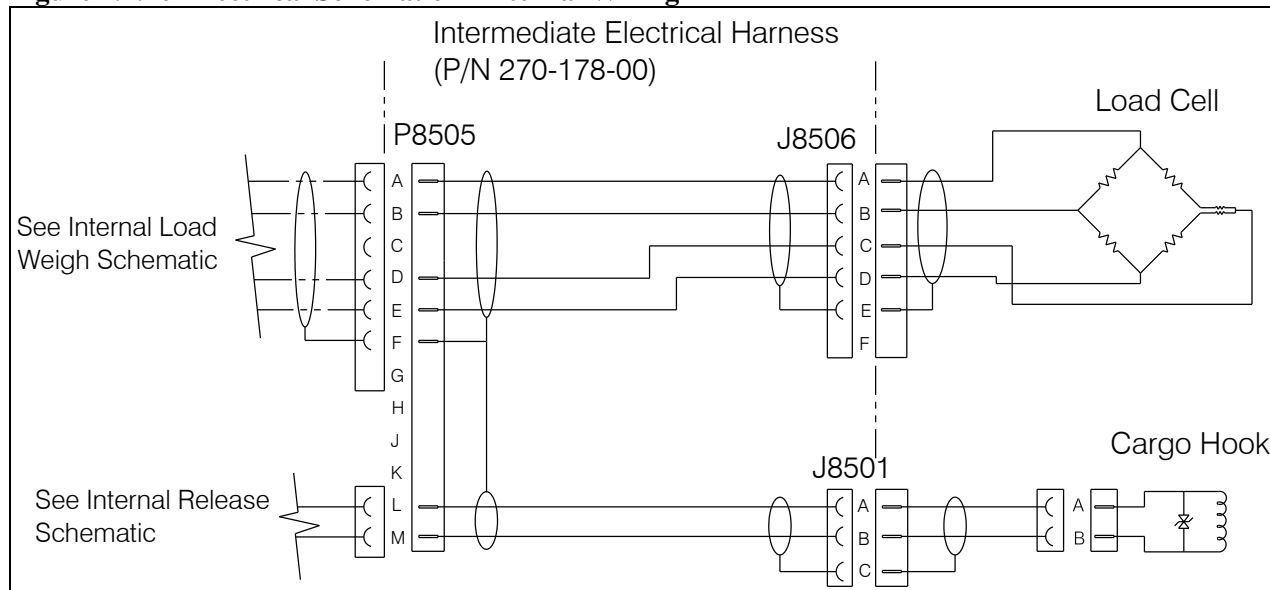 Intermediate Electrical Harness
(P/N 270-178-00)
Load Cell
P8505
J8506
See Internal Load
Weigh Schematic
A
B
C
D
E
F
G
H
J
K
L
M
A
B
C
D
E
F
J8501
A
B
C
Cargo Hook
A
B
See Internal Release
Schematic